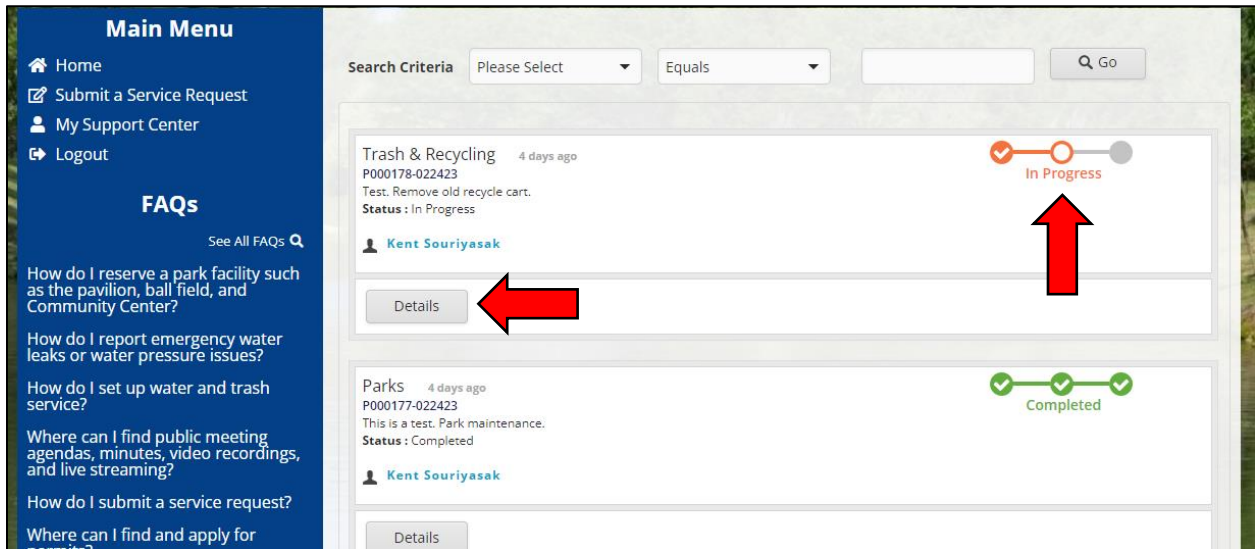 Main Menu
Home
Submit a Service Request
My Support Center
Logout
FAQs
See All FAQs
How do I reserve a park facility such
as the pavilion, ball field, and
Community Center?
How do I report emergency water
leaks or water pressure issues?
How do I set up water and trash
service?
Where can I find public meeting
agendas, minutes, video recordings,
and live streaming?
How do I submit a service request?
Where can I find and apply for
permits?
Search Criteria Please Select Equals Go
Trash & Recycling 4 days ago
P000178-022423
Test. Remove old recycle cart.
Status : In Progress
Kent Souriyasak
In Progress
Details
Parks 4 days ago
P000177-022423
This is a test. Park maintenance.
Status : Completed
Kent Souriyasak
Completed
Details